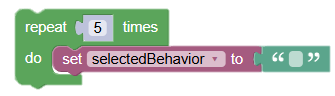 repeat 5 times
do set selectedBehavior to “ ”